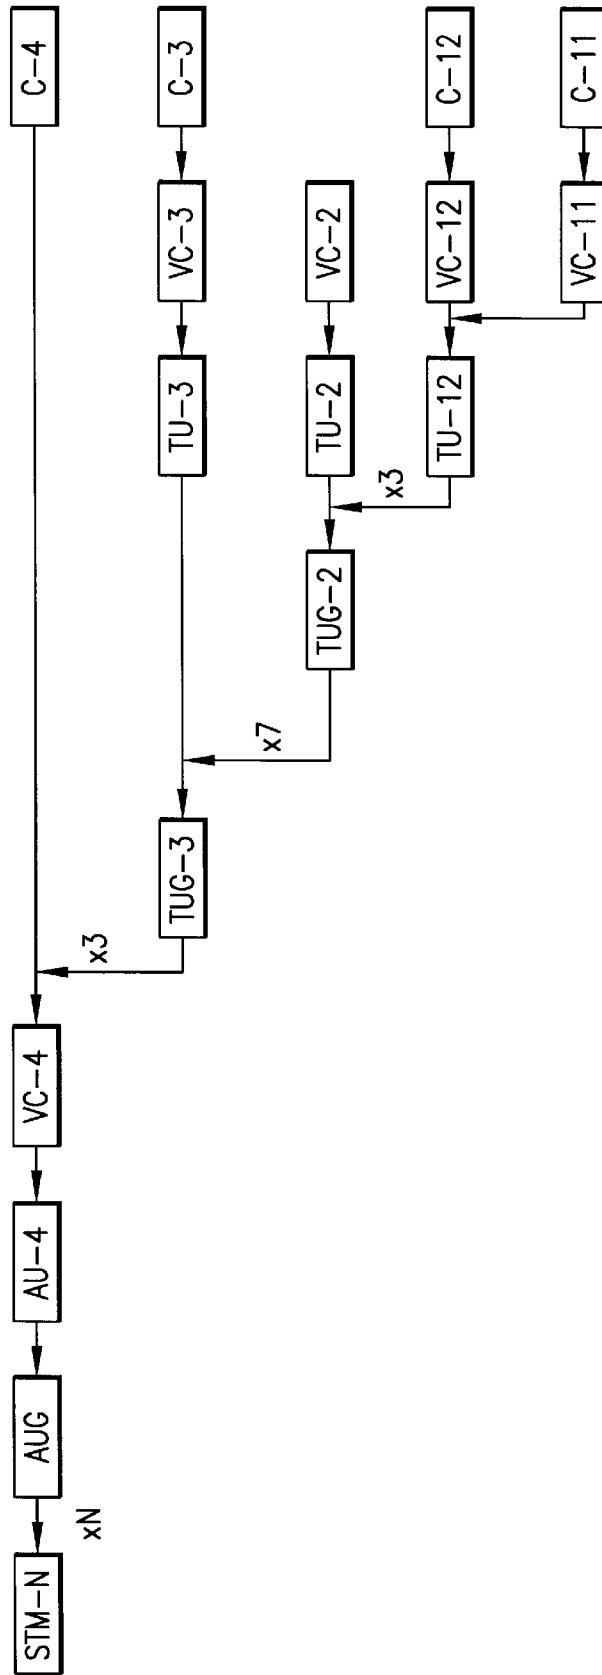 STM-N
xN
AUG
AU-4
VC-4
x3
C-4
TUG-3
x7
TU-3
VC-3
C-3
TUG-2
x3
TU-2
VC-2
TU-12
VC-12
C-12
VC-11
C-11